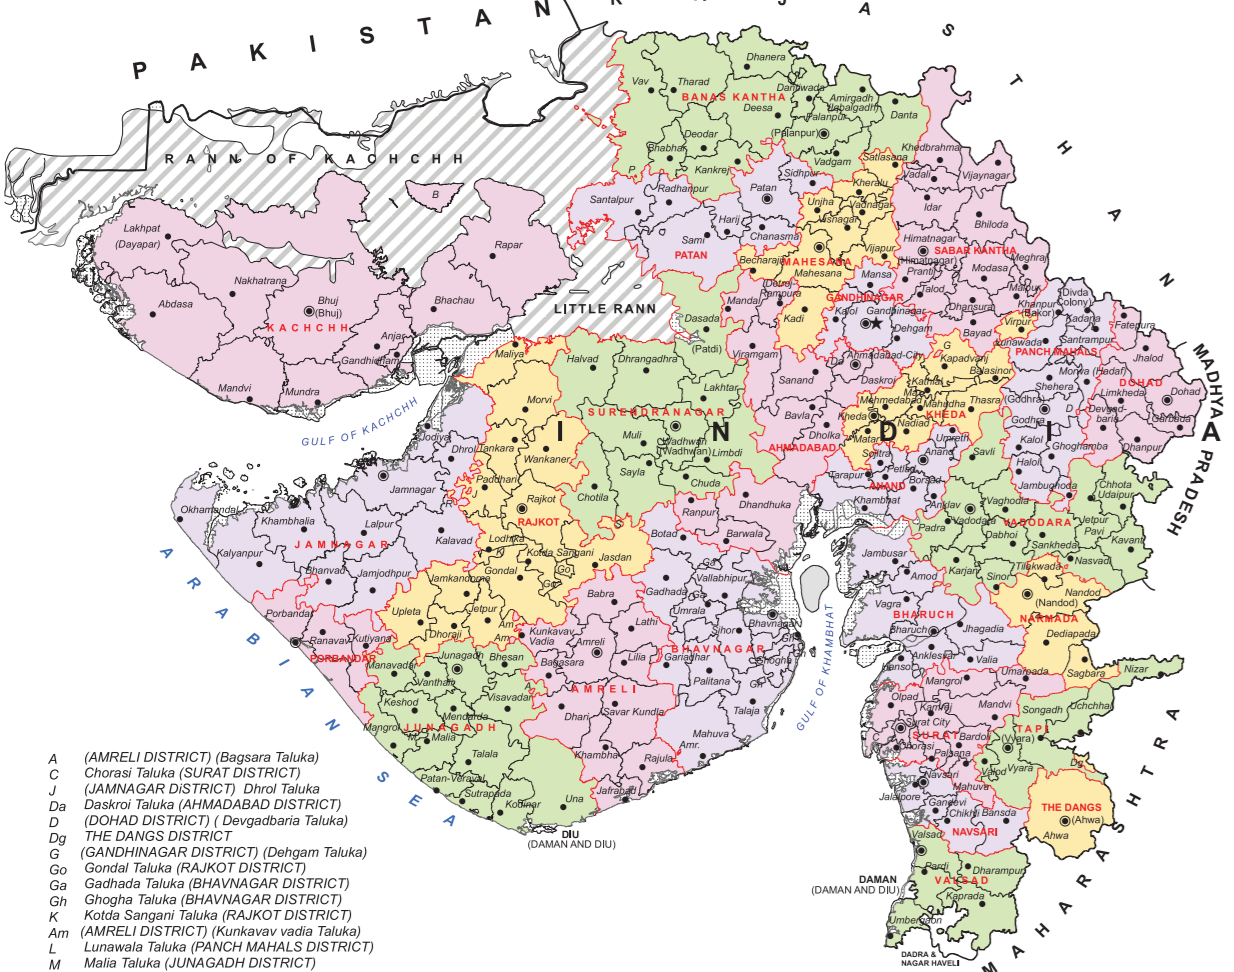 PAKISTAN
RAJASTHAN
MADHYA PRADESH
MAHARASHTRA
INDIA
ARABIAN SEA
GULF OF KACHCHH
GULF OF KHAMBHAT
RANN OF KACHCHH
LITTLE RANN
KACHCHH
Lakhpat
(Dayapar)
Nakhatrana
Abdasa
Bhuj
(Bhuj)
Rapar
Bhachau
Anjar
Gandhidham
Mandvi
Mundra
B
BANAS KANTHA
Dhanera
Vav
Tharad
Dantiwada
Deesa
Amirgadh
Palanpur
(Palanpur)
Danta
Deodar
Bhabhar
Kankrej
Vadgam
P
PATAN
Radhanpur
Santalpur
Patan
Sidhpur
Harij
Sami
Chanasma
MAHESANA
Satlasana
Kheralu
Unjha
Vadnagar
Visnagar
Vijapur
Mahesana
Becharaji
Kadi
SABAR KANTHA
Khedbrahma
Vadali
Vijaynagar
Idar
Bhiloda
Himatnagar
(Himatnagar)
Meghraj
Prantij
Modasa
Talod
Malpur
Dhansura
Bayad
GANDHINAGAR
Mansa
Kalol
Gandhinagar
Dehgam
AHMADABAD
Mandal
Detroj-
Rampura
Viramgam
Ahmadabad-City
Da
Daskroi
Sanand
Bavla
Dholka
Dhandhuka
Ranpur
Barwala
SURENDRANAGAR
Dasada
(Patdi)
Halvad
Dhrangadhra
Lakhtar
Wadhwan
(Wadhwan)
Muli
Limbdi
Sayla
Chuda
Chotila
RAJKOT
Maliya
Morvi
Tankara
Wankaner
Paddhari
Rajkot
Lodhika
K
Kotda Sangani
Jasdan
Gondal
Go
Go
Jamkandorna
Upleta
Jetpur
Dhoraji
JAMNAGAR
Jodiya
Dhrol
Jamnagar
Okhamandal
Khambhalia
Lalpur
Kalavad
Kalyanpur
Bhanvad
Jamjodhpur
PORBANDAR
Porbandar
Ranavav
Kutiyana
JUNAGADH
Manavadar
Junagadh
Bhesan
Vanthali
Visavadar
Keshod
Mendarda
Mangrol
M
Malia
Talala
Patan-Veraval
Sutrapada
Kodinar
Una
AMRELI
Am
Am
Kunkavav
Vadia
Babra
Lathi
Amreli
Bagasara
Lilia
A
Dhari
Savar Kundla
Khambha
Rajula
Jafrabad
Amr.
BHAVNAGAR
Botad
Ga
Vallabhipur
Gadhada
Ga
Umrala
Bhavnagar
Sihor
Gh
Ghogha
Gariadhar
Palitana
Gh
Talaja
Mahuva
KHEDA
G
Kapadvanj
Virpur
Balasinor
Kathlal
Mehmedabad
Mahudha
Thasra
Kheda
Nadiad
Matar
ANAND
Umreth
Anand
Sojitra
Petlad
Borsad
Tarapur
Khambhat
Anklav
PANCH MAHALS
Khanpur
(Bakor)
Kadana
(Divda
Colony)
Lunawada
Santrampur
Morwa (Hadaf)
Shehera
(Godhra)
Godhra
Kalol
Ghoghamba
Halol
Jambughoda
DOHAD
Fatepura
Jhalod
Limkheda
Dohad
D
Devgad-
baria
Garbada
Dhanpur
VADODARA
Savli
Vaghodia
Chhota
Udaipur
Vadodara
Padra
Jetpur
Pavi
Dabhoi
Sankheda
Kavant
Nasvadi
Karjan
Tilakwada
Sinor
NARMADA
Nandod
(Nandod)
Dediapada
Sagbara
BHARUCH
Jambusar
Amod
Vagra
Bharuch
Jhagadia
Anklesvar
Valia
Hansot
SURAT
Umarpada
Mangrol
Olpad
Kamrej
Mandvi
Surat City
C
Chorasi
Bardoli
Palsana
Mahuva
TAPI
Nizar
Uchchhal
Songadh
(Vyara)
Vyara
Valod
Dg
THE DANGS
(Ahwa)
Ahwa
NAVSARI
Navsari
Jalalpore
Gandevi
Chikhli
Bansda
VALSAD
Valsad
Pardi
Dharampur
Kaprada
Umbergaon
DIU
(DAMAN AND DIU)
DAMAN
(DAMAN AND DIU)
DADRA &
NAGAR HAVELI
A (AMRELI DISTRICT) (Bagsara Taluka)
C Chorasi Taluka (SURAT DISTRICT)
J (JAMNAGAR DiSTRICT) Dhrol Taluka
Da Daskroi Taluka (AHMADABAD DISTRICT)
D (DOHAD DISTRICT) ( Devgadbaria Taluka)
Dg THE DANGS DISTRICT
G (GANDHINAGAR DISTRICT) (Dehgam Taluka)
Go Gondal Taluka (RAJKOT DISTRICT)
Ga Gadhada Taluka (BHAVNAGAR DISTRICT)
Gh Ghogha Taluka (BHAVNAGAR DISTRICT)
K Kotda Sangani Taluka (RAJKOT DISTRICT)
Am (AMRELI DISTRICT) (Kunkavav vadia Taluka)
L Lunawala Taluka (PANCH MAHALS DISTRICT)
M Malia Taluka (JUNAGADH DISTRICT)